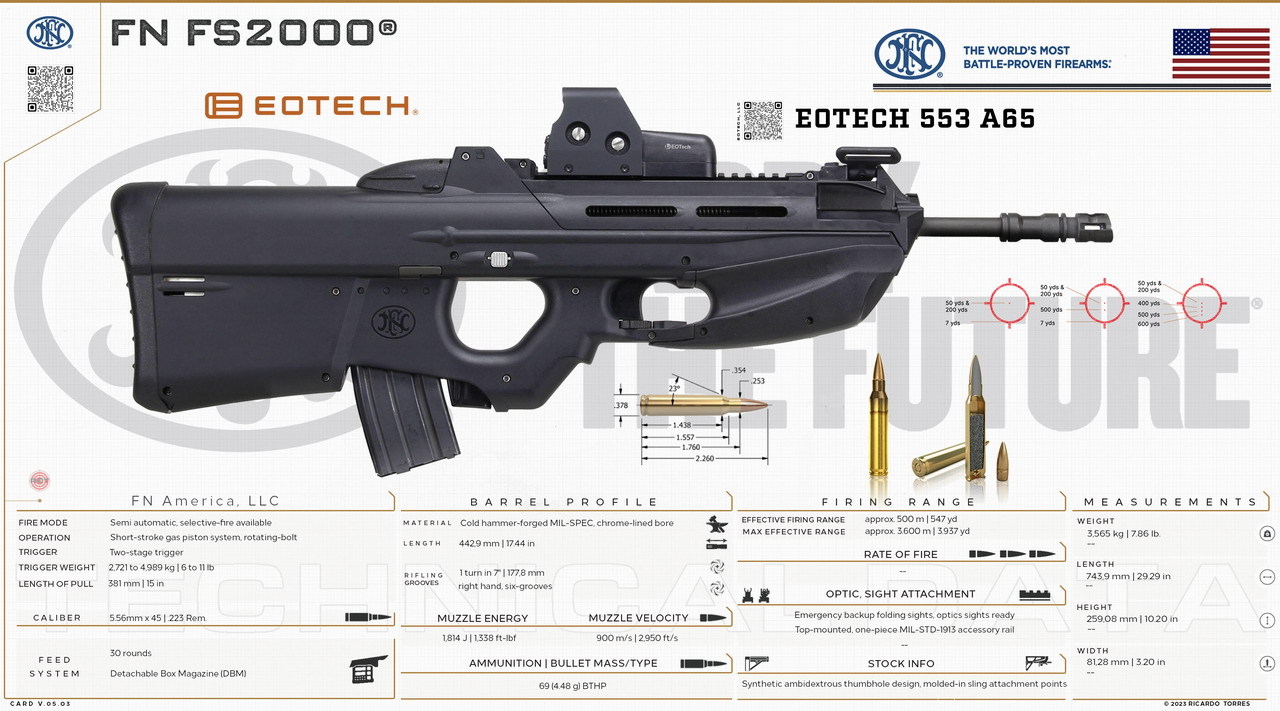 FN FS2000®
FN
THE WORLD'S MOST
BATTLE-PROVEN FIREARMS.
EOTECH®
EOTECH, LLC
EOTECH 553 A65
EOTech
THE FUTURE®
50 yds &
200 yds
7 yds
50 yds &
200 yds
500 yds
7 yds
50 yds &
200 yds
400 yds
500 yds
600 yds
.354
.253
23°
.378
1.438
1.557
1.760
2.260
FN America, LLC
FIRE MODE Semi automatic, selective-fire available
OPERATION Short-stroke gas piston system, rotating-bolt
TRIGGER Two-stage trigger
TRIGGER WEIGHT 2,721 to 4.989 kg | 6 to 11 lb
LENGTH OF PULL 381 mm | 15 in
CALIBER 5.56mm x 45 | .223 Rem.
FEED
SYSTEM
30 rounds
Detachable Box Magazine (DBM)
BARREL PROFILE
MATERIAL Cold hammer-forged MIL-SPEC, chrome-lined bore
LENGTH 442,9 mm | 17.44 in
RIFLING
GROOVES
1 turn in 7" | 177,8 mm
right hand, six-grooves
MUZZLE ENERGY MUZZLE VELOCITY
1,814 J | 1,338 ft-lbf 900 m/s | 2,950 ft/s
AMMUNITION | BULLET MASS/TYPE
69 (4.48 g) BTHP
FIRING RANGE
EFFECTIVE FIRING RANGE approx. 500 m | 547 yd
MAX EFFECTIVE RANGE approx. 3.600 m | 3.937 yd
RATE OF FIRE
--
OPTIC, SIGHT ATTACHMENT
Emergency backup folding sights, optics sights ready
Top-mounted, one-piece MIL-STD-1913 accessory rail
--
STOCK INFO
Synthetic ambidextrous thumbhole design, molded-in sling attachment points
MEASUREMENTS
WEIGHT
3,565 kg | 7.86 lb.
--
LENGTH
743,9 mm | 29.29 in
--
HEIGHT
259,08 mm | 10.20 in
--
WIDTH
81,28 mm | 3.20 in
TECHNICAL DATA
CARD V.05.03
© 2023 RICARDO TORRES